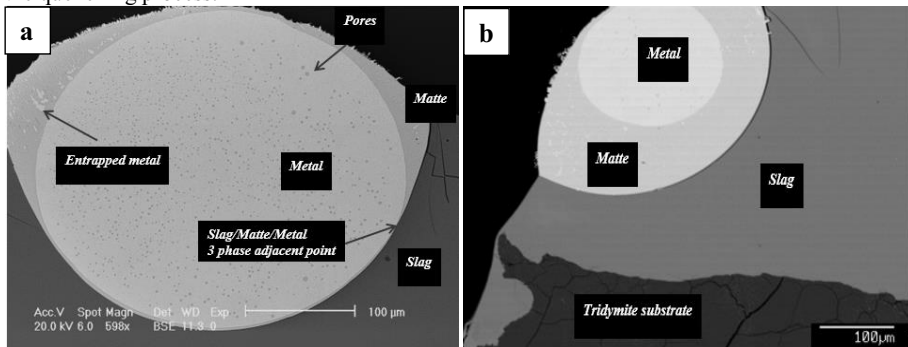 a
Pores
Matte
Entrapped metal
Metal
Slag/Matte/Metal
3 phase adjacent point
Slag
Acc.V Spot Magn Det WD Exp
20.0 kV 6.0 598x BSE 11.3 0
100 µm
b
Metal
Matte
Slag
Tridymite substrate
100µm